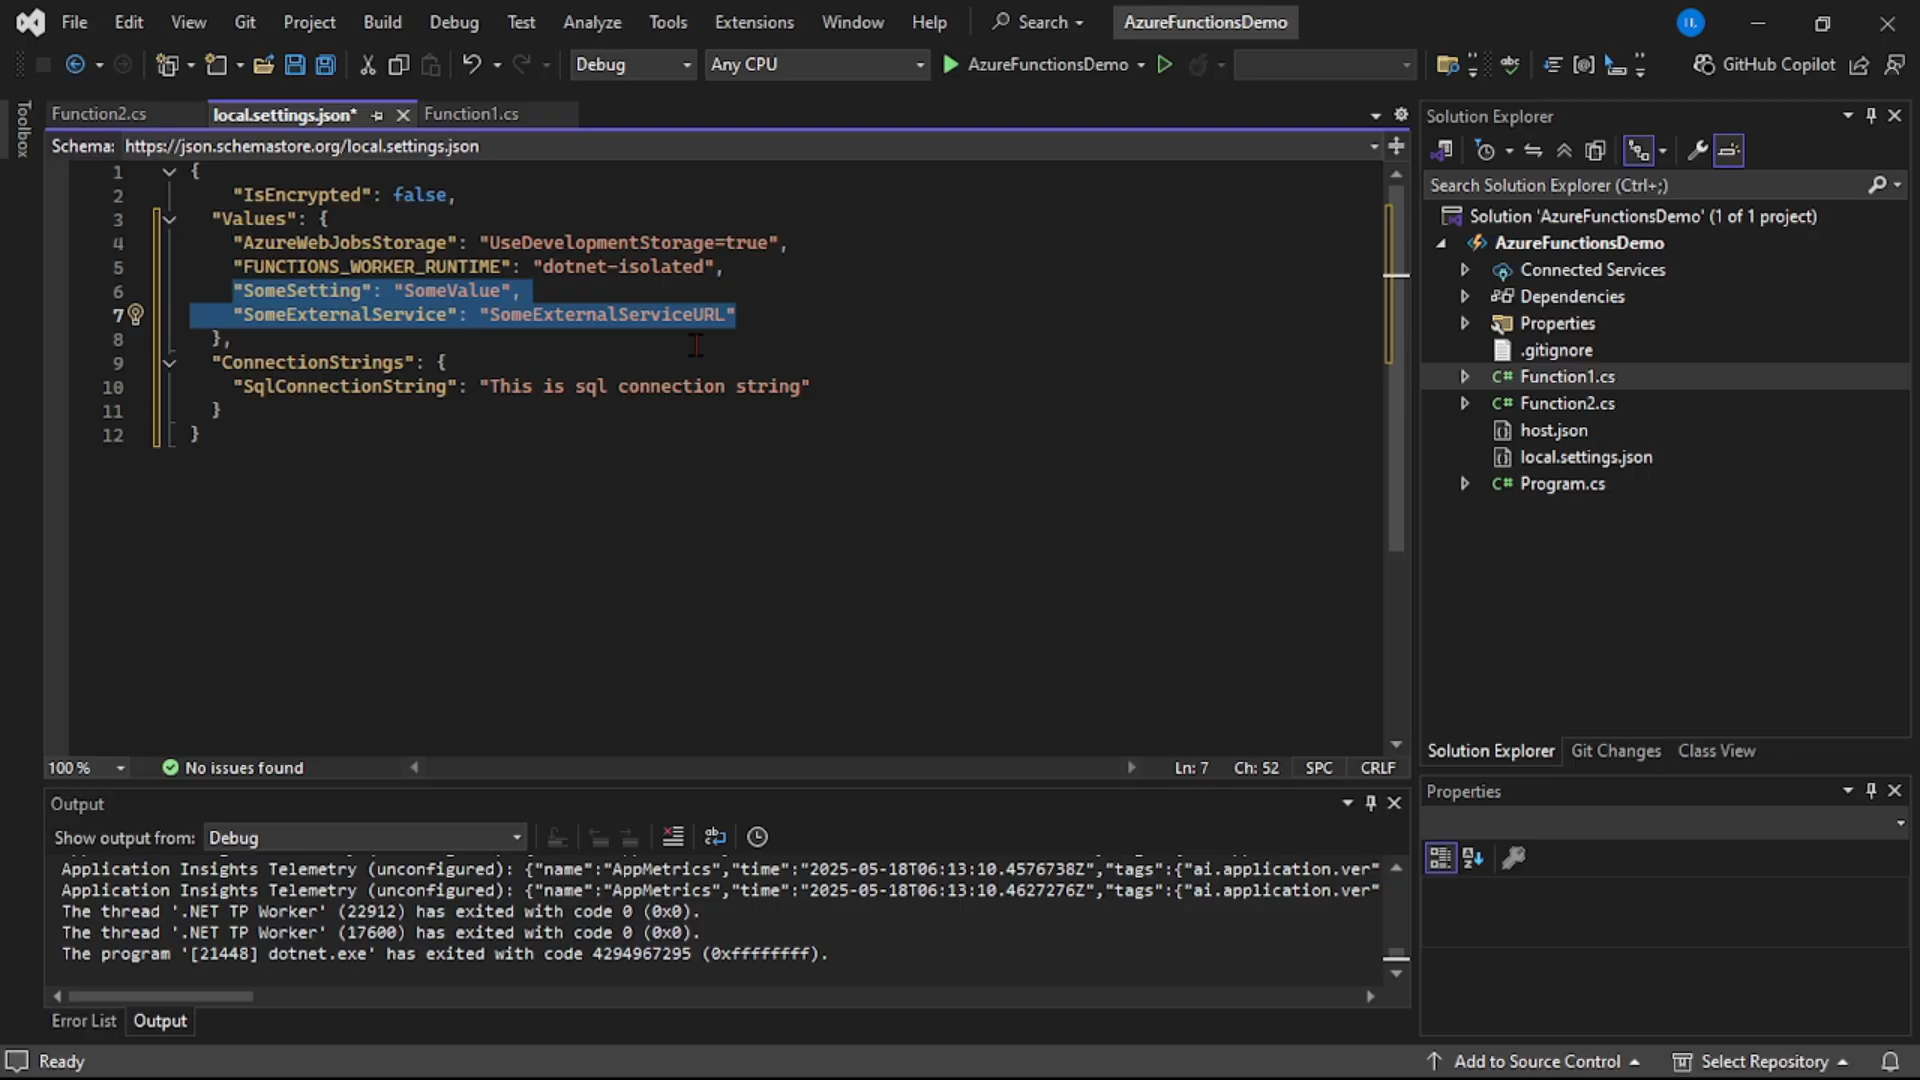 File Edit View Git Project Build Debug Test Analyze Tools Extensions Window Help Search AzureFunctionsDemo
Debug Any CPU AzureFunctionsDemo GitHub Copilot
Toolbox
Function2.cs local.settings.json* Function1.cs
Schema: https://json.schemastore.org/local.settings.json
1 {
2 "IsEncrypted": false,
3 "Values": {
4 "AzureWebJobsStorage": "UseDevelopmentStorage=true",
5 "FUNCTIONS_WORKER_RUNTIME": "dotnet-isolated",
6 "SomeSetting": "SomeValue",
7 "SomeExternalService": "SomeExternalServiceURL"
8 },
9 "ConnectionStrings": {
10 "SqlConnectionString": "This is sql connection string"
11 }
12 }
100 % No issues found Ln: 7 Ch: 52 SPC CRLF
Output
Show output from: Debug
Application Insights Telemetry (unconfigured): {"name":"AppMetrics","time":"2025-05-18T06:13:10.4576738Z","tags":{"ai.application.ver"
Application Insights Telemetry (unconfigured): {"name":"AppMetrics","time":"2025-05-18T06:13:10.4627276Z","tags":{"ai.application.ver"
The thread '.NET TP Worker' (22912) has exited with code 0 (0x0).
The thread '.NET TP Worker' (17600) has exited with code 0 (0x0).
The program '[21448] dotnet.exe' has exited with code 4294967295 (0xffffffff).
Error List Output
Solution Explorer
Search Solution Explorer (Ctrl+;)
Solution 'AzureFunctionsDemo' (1 of 1 project)
AzureFunctionsDemo
Connected Services
Dependencies
Properties
.gitignore
C# Function1.cs
C# Function2.cs
host.json
local.settings.json
C# Program.cs
Solution Explorer Git Changes Class View
Properties
Ready Add to Source Control Select Repository